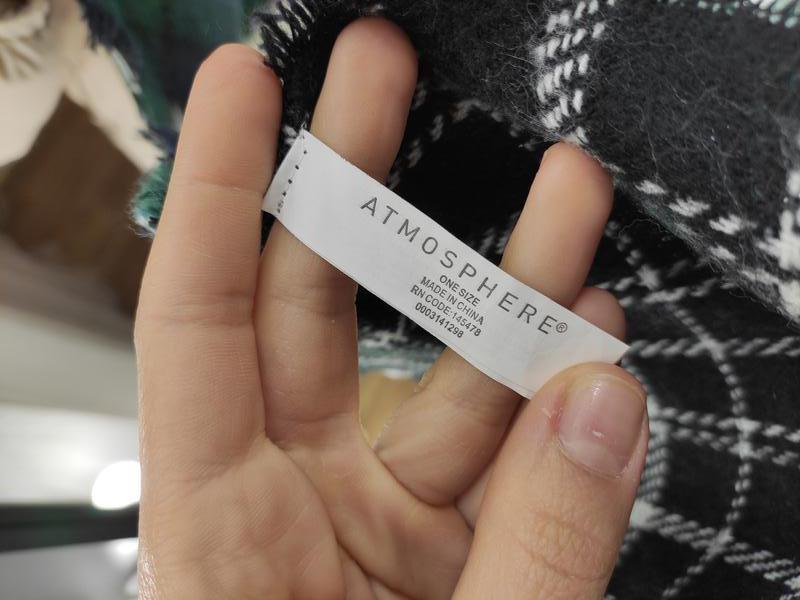 ATMOSPHERE®
ONE SIZE
MADE IN CHINA
RN CODE:145478
0003141298